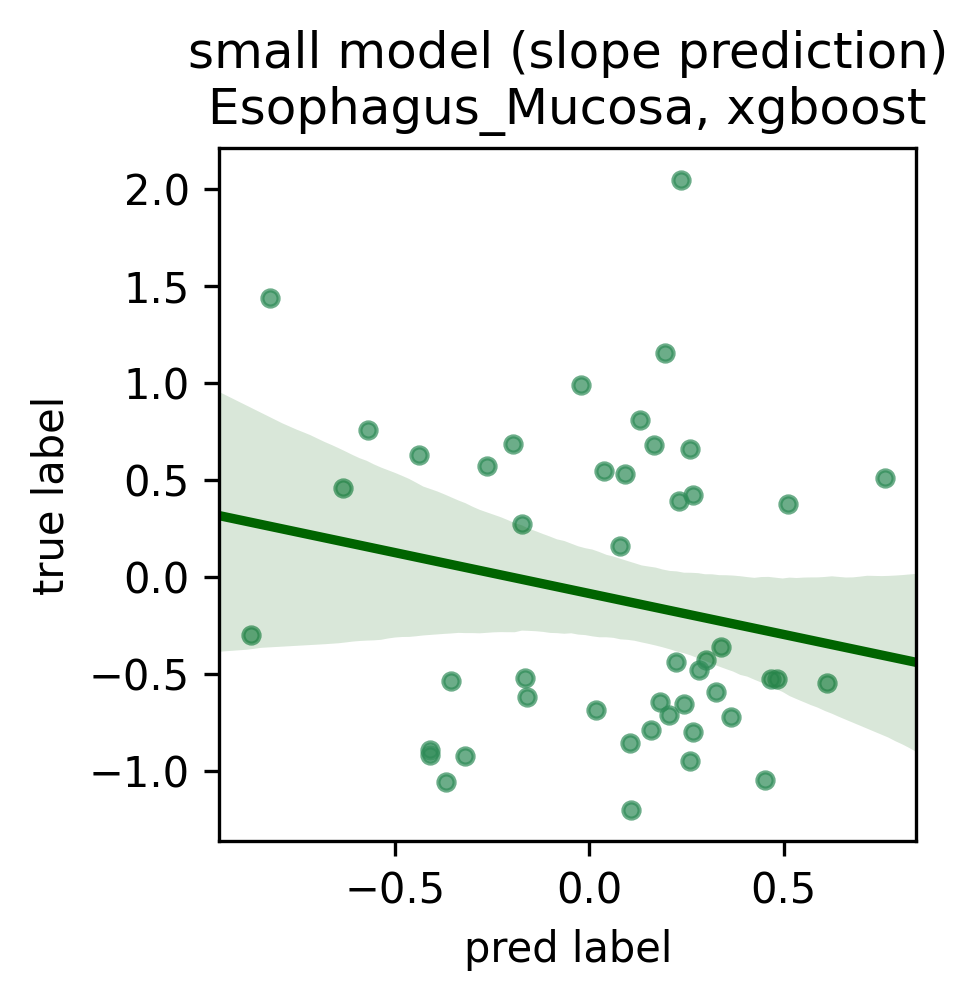 small model (slope prediction)
Esophagus_Mucosa, xgboost
2.0
1.5
1.0
0.5
0.0
−0.5
−1.0
true label
−0.5 0.0 0.5
pred label